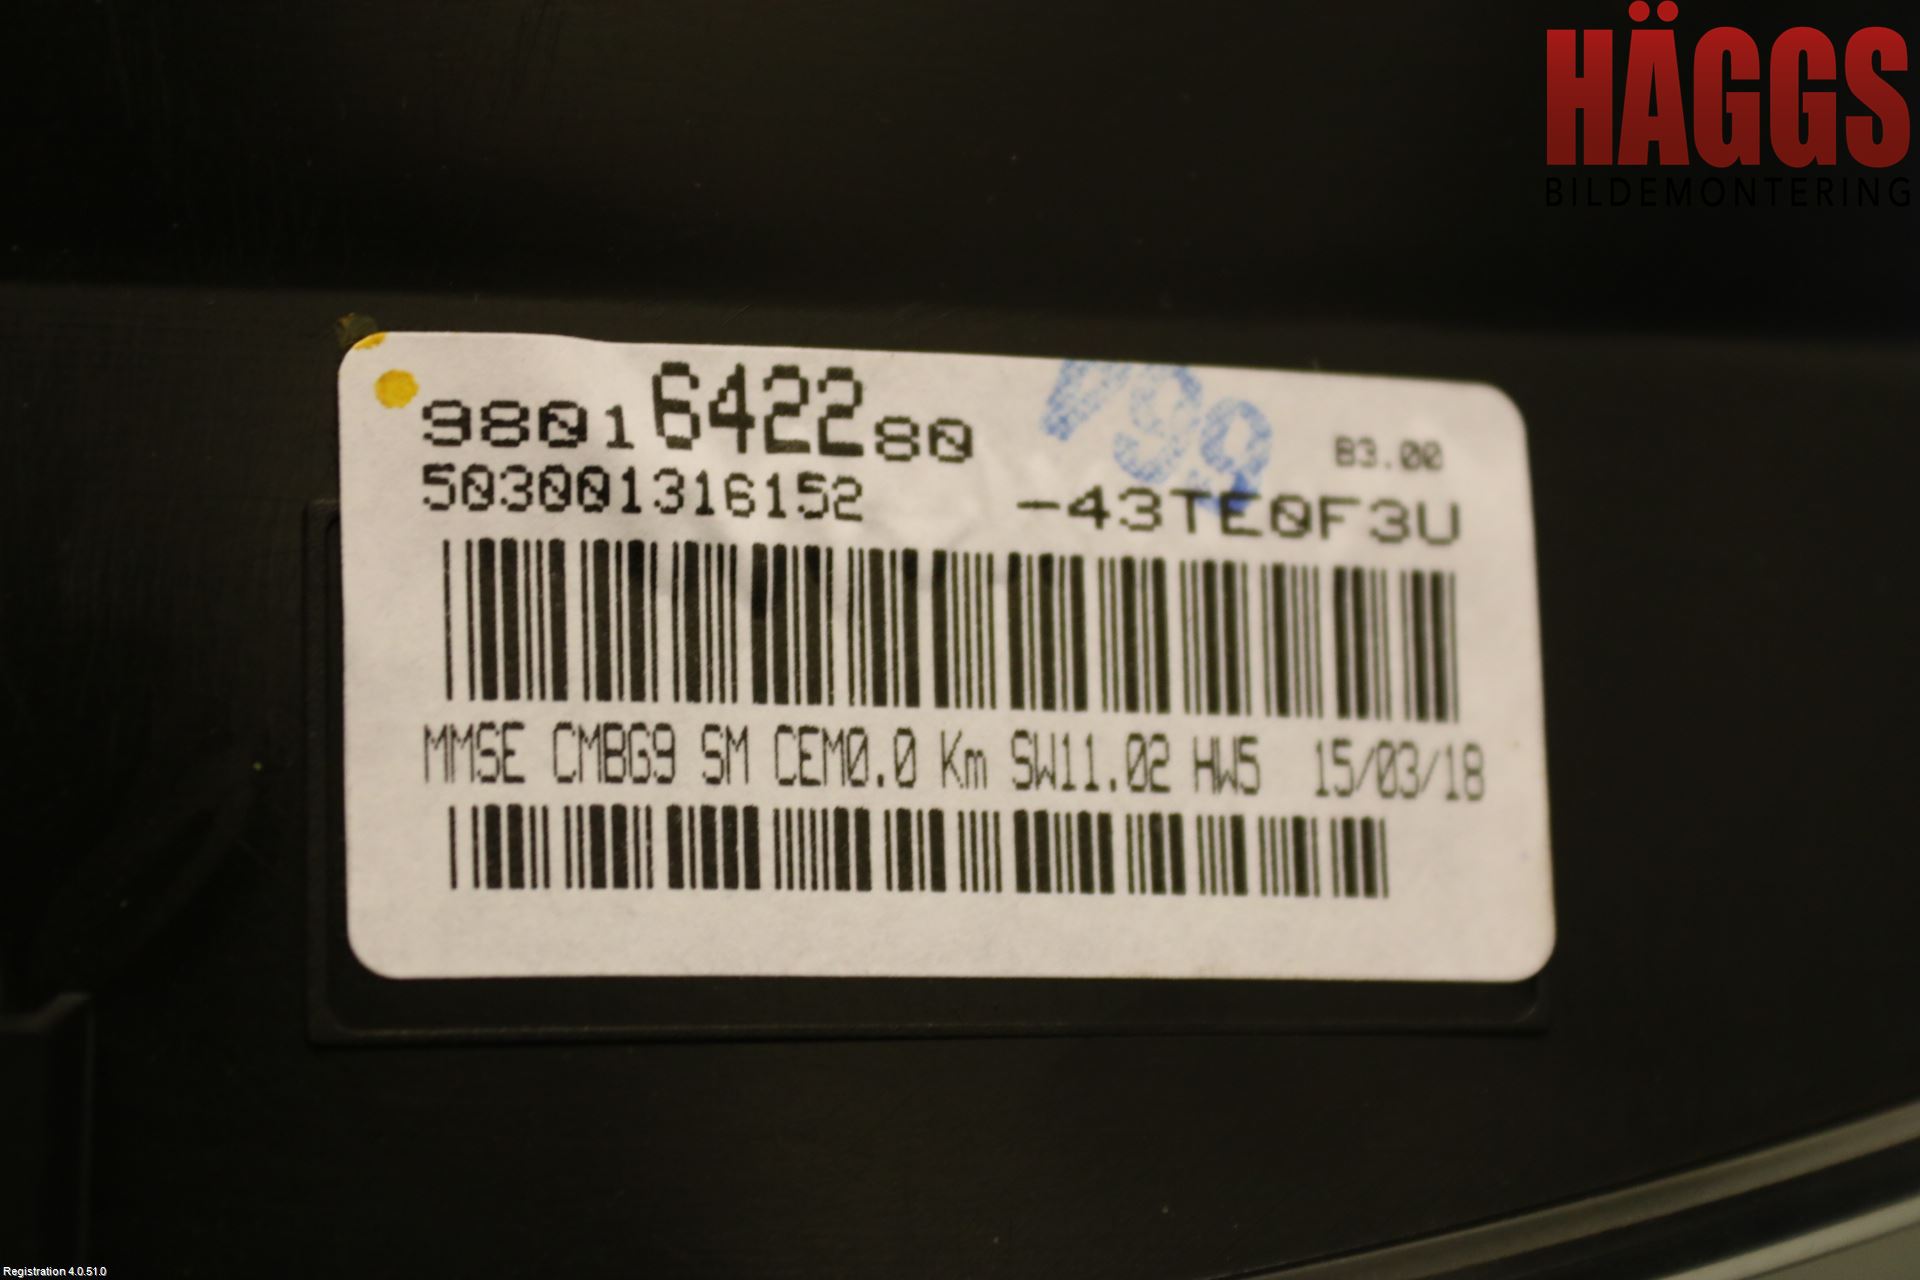 HÄGGS
BILDEMONTERING
9801642280
B3.00
503001316152 -43TE0F3U
MMSE CMBG9 SM CEM0.0 Km SW11.02 HW5 15/03/18
Registration 4.0.51.0